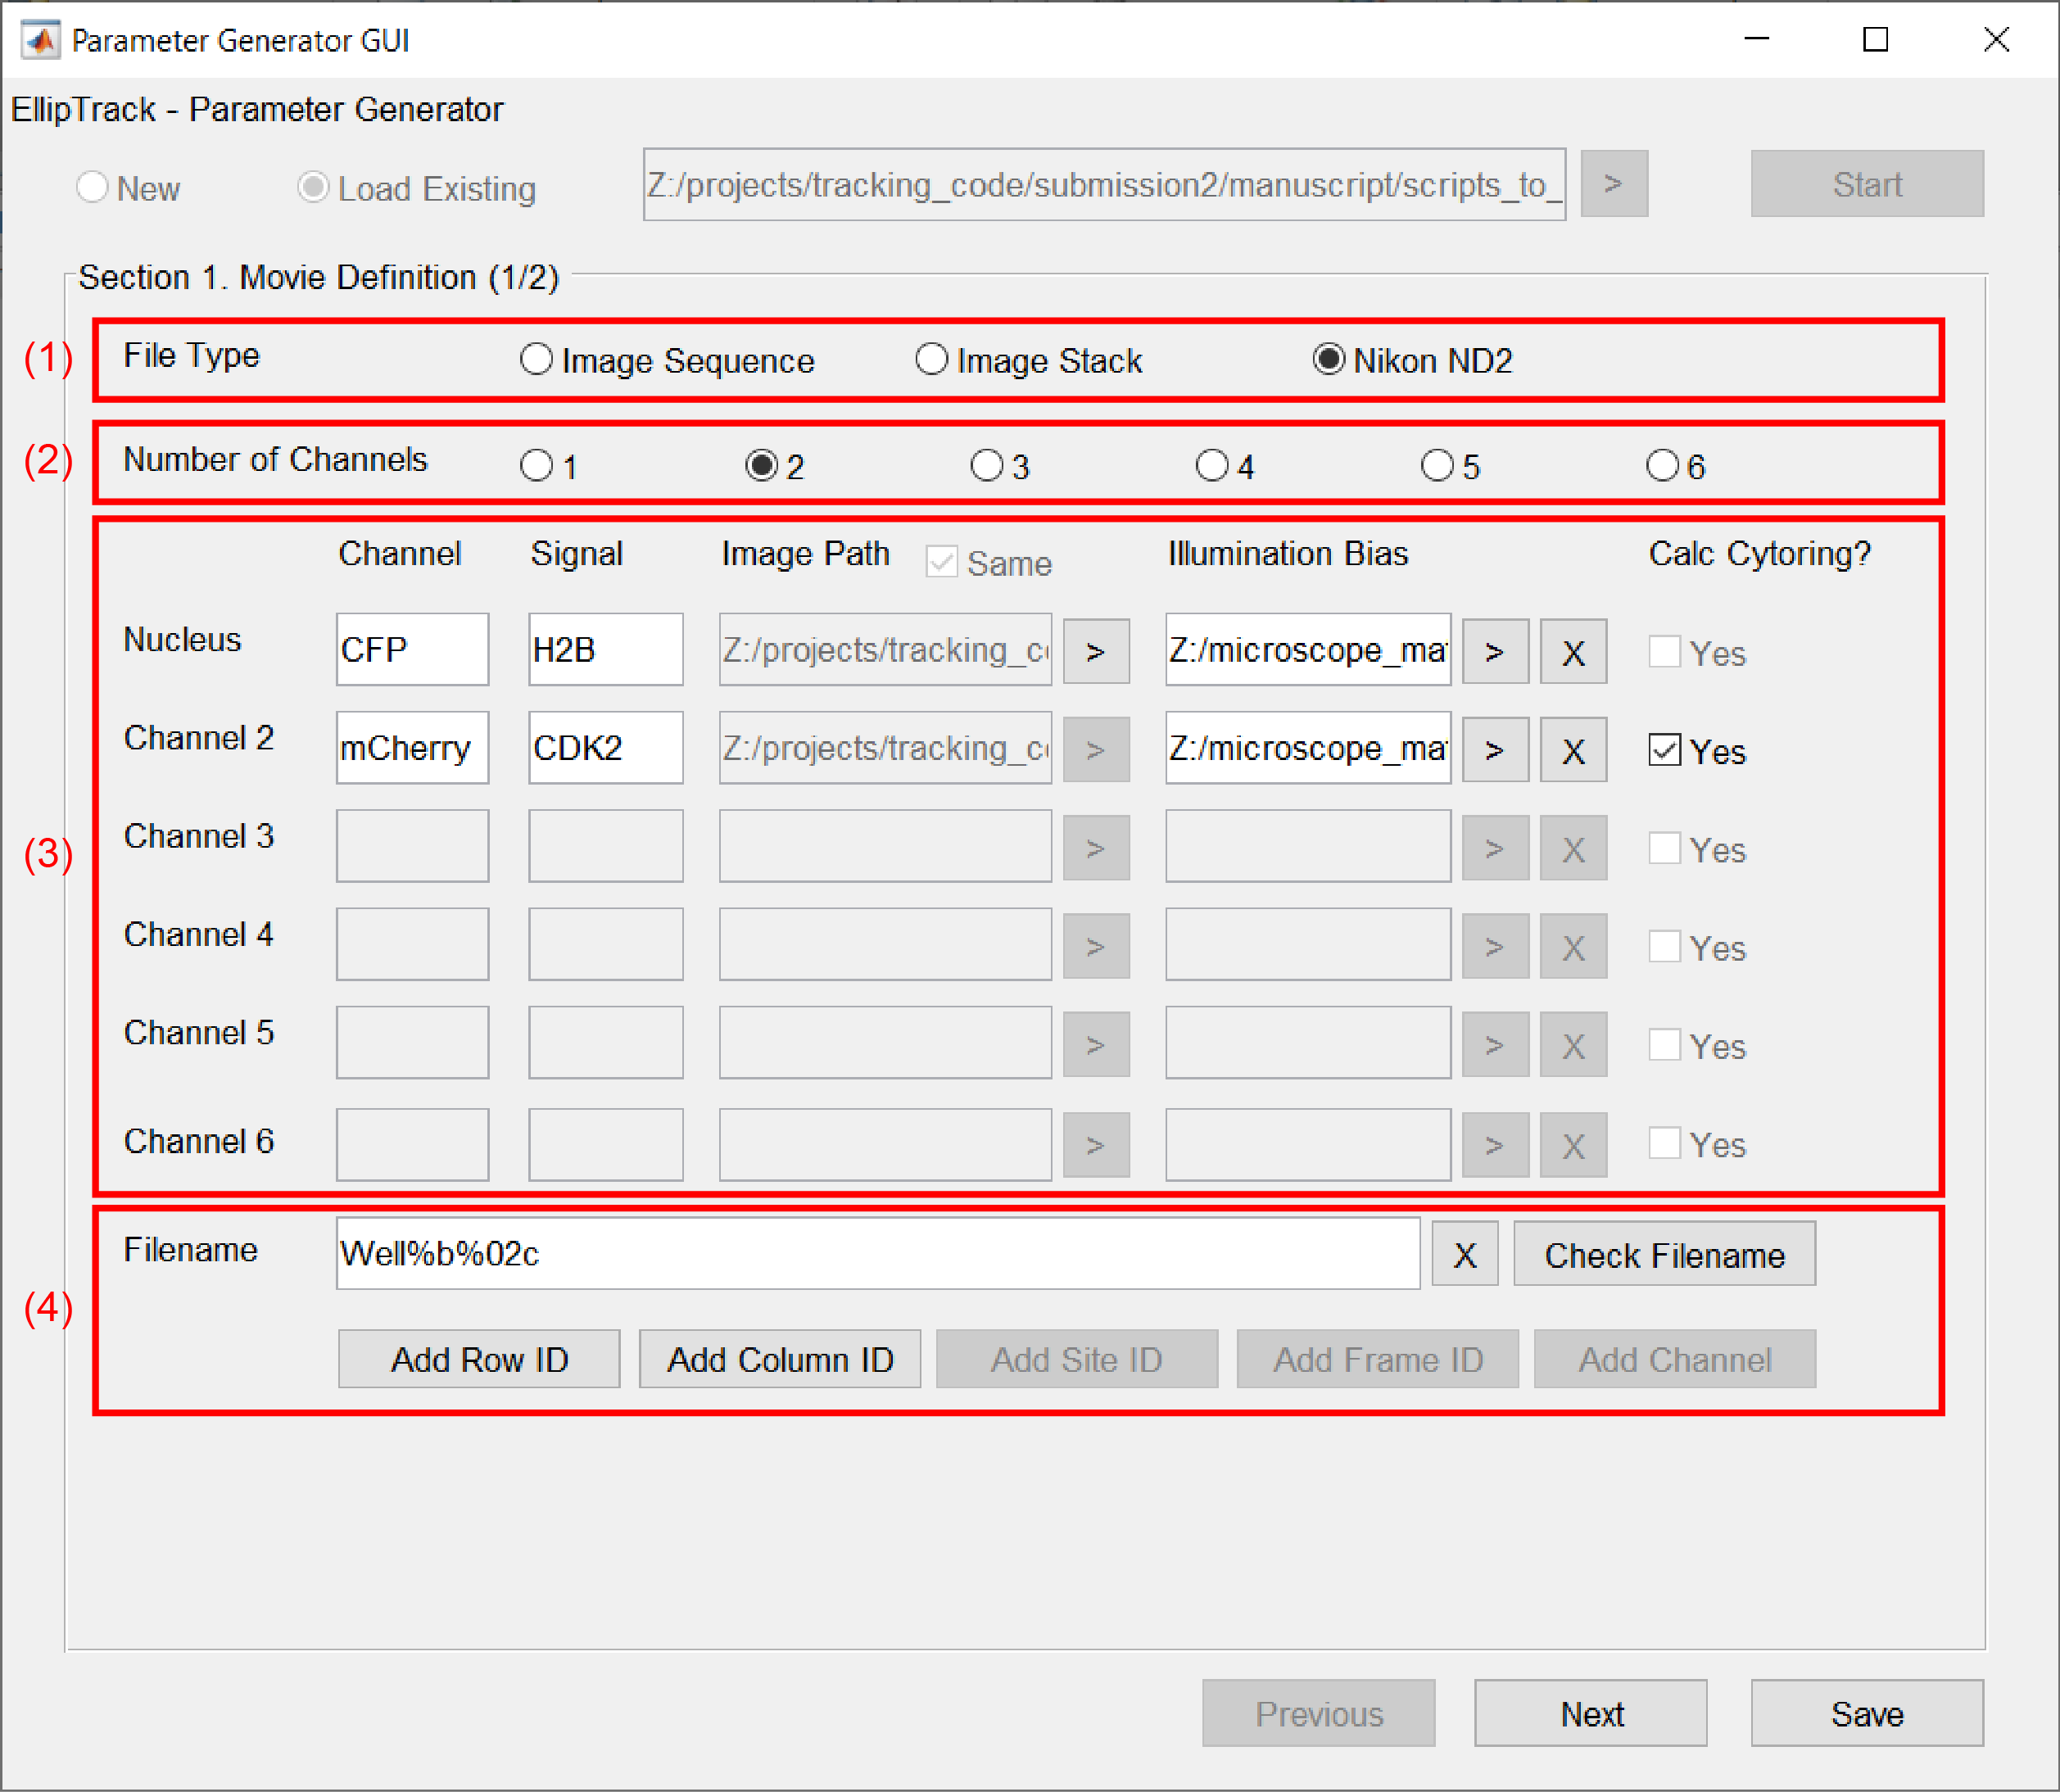 Parameter Generator GUI
EllipTrack - Parameter Generator
New Load Existing Z:/projects/tracking_code/submission2/manuscript/scripts_to_ > Start
Section 1. Movie Definition (1/2)
(1) File Type Image Sequence Image Stack Nikon ND2
(2) Number of Channels 1 2 3 4 5 6
Channel Signal Image Path Same Illumination Bias Calc Cytoring?
Nucleus CFP H2B Z:/projects/tracking_c > Z:/microscope_ma > X Yes
Channel 2 mCherry CDK2 Z:/projects/tracking_c > Z:/microscope_ma > X Yes
(3) Channel 3 > > X Yes
Channel 4 > > X Yes
Channel 5 > > X Yes
Channel 6 > > X Yes
Filename Well%b%02c X Check Filename
(4)
Add Row ID Add Column ID Add Site ID Add Frame ID Add Channel
Previous Next Save